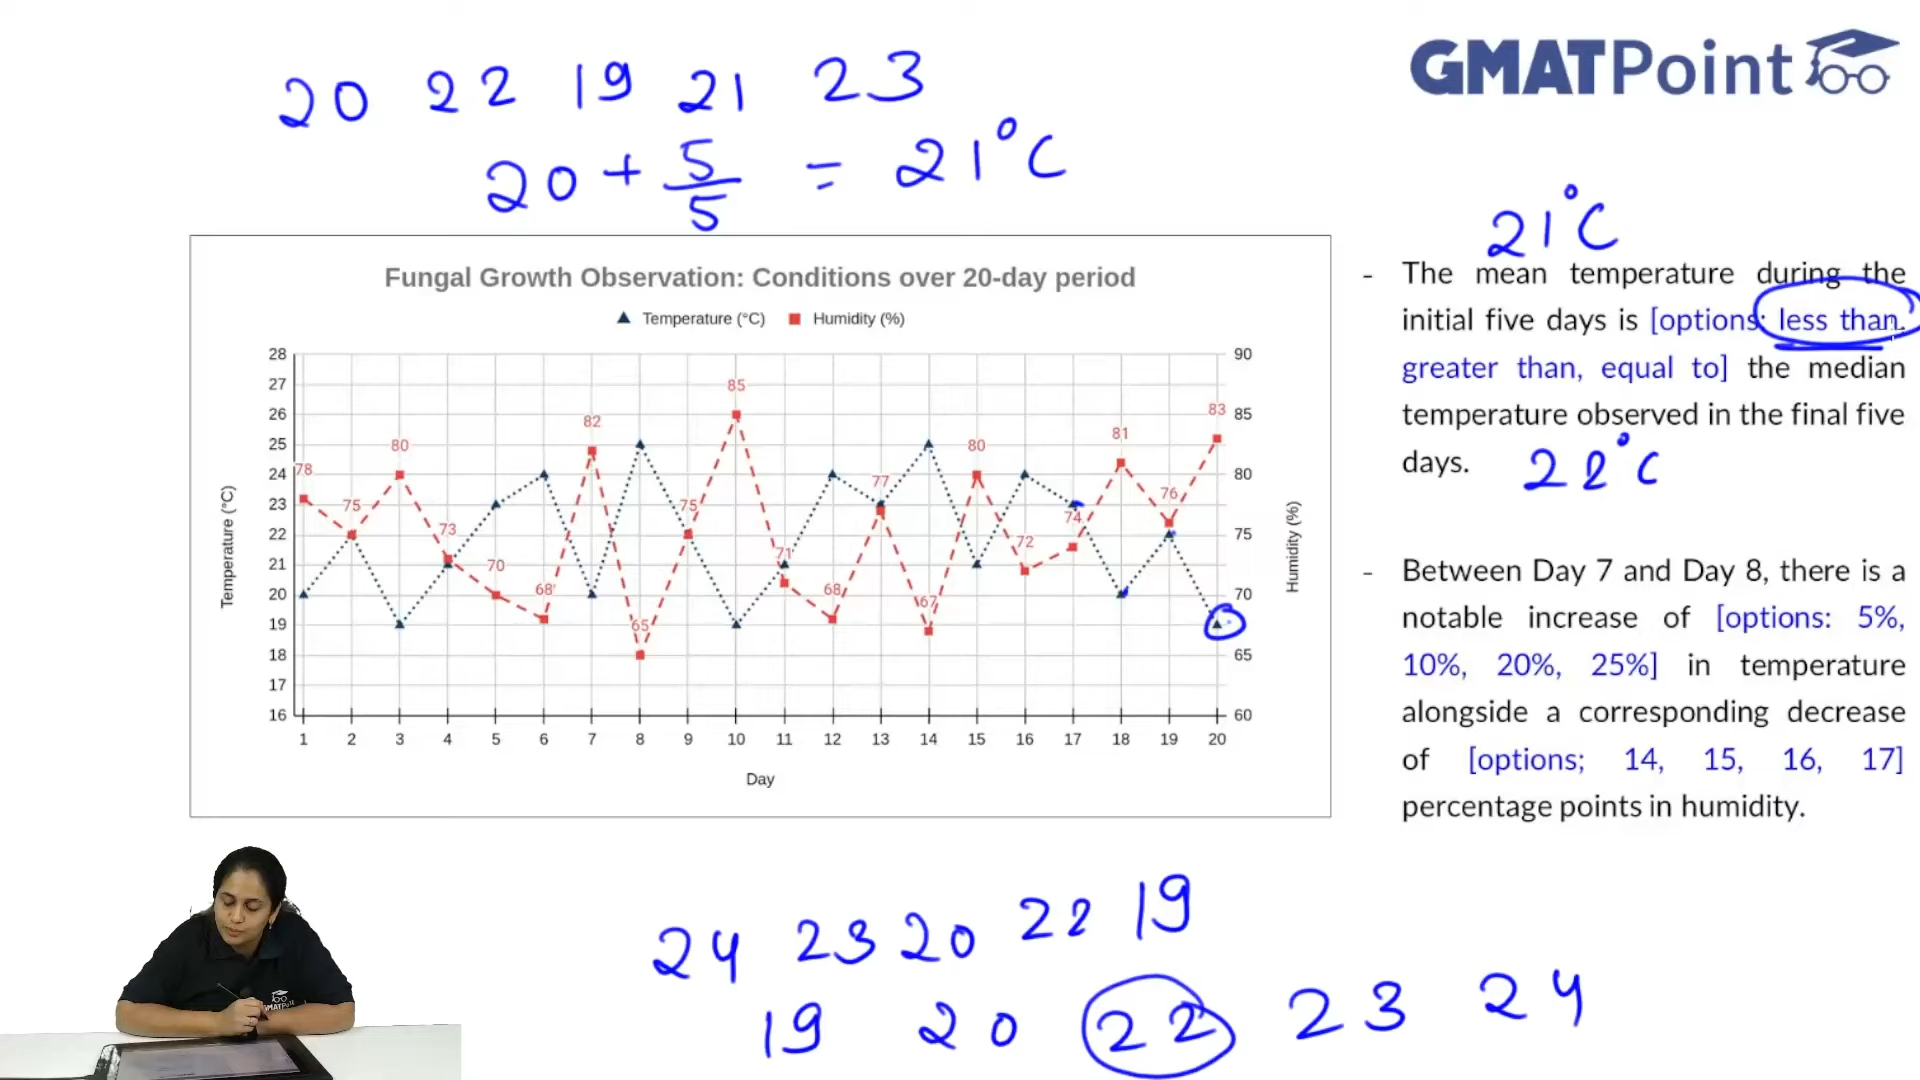 GMATPoint
20 22 19 21 23
20 + 5/5 = 21°C
21°C
Fungal Growth Observation: Conditions over 20-day period
Temperature (°C) Humidity (%)
28 27 26 25 24 23 22 21 20 19 18 17 16
Temperature (°C)
78 75 80 73 70 68 82 65 75 85 71 68 77 67 80 72 74 81 76 83
90 85 80 75 70 65 60
Humidity (%)
1 2 3 4 5 6 7 8 9 10 11 12 13 14 15 16 17 18 19 20
Day
- The mean temperature during the
initial five days is [options: less than,
greater than, equal to] the median
temperature observed in the final five
days. 22°C
- Between Day 7 and Day 8, there is a
notable increase of [options: 5%,
10%, 20%, 25%] in temperature
alongside a corresponding decrease
of [options; 14, 15, 16, 17]
percentage points in humidity.
24 23 20 22 19
19 20 22 23 24